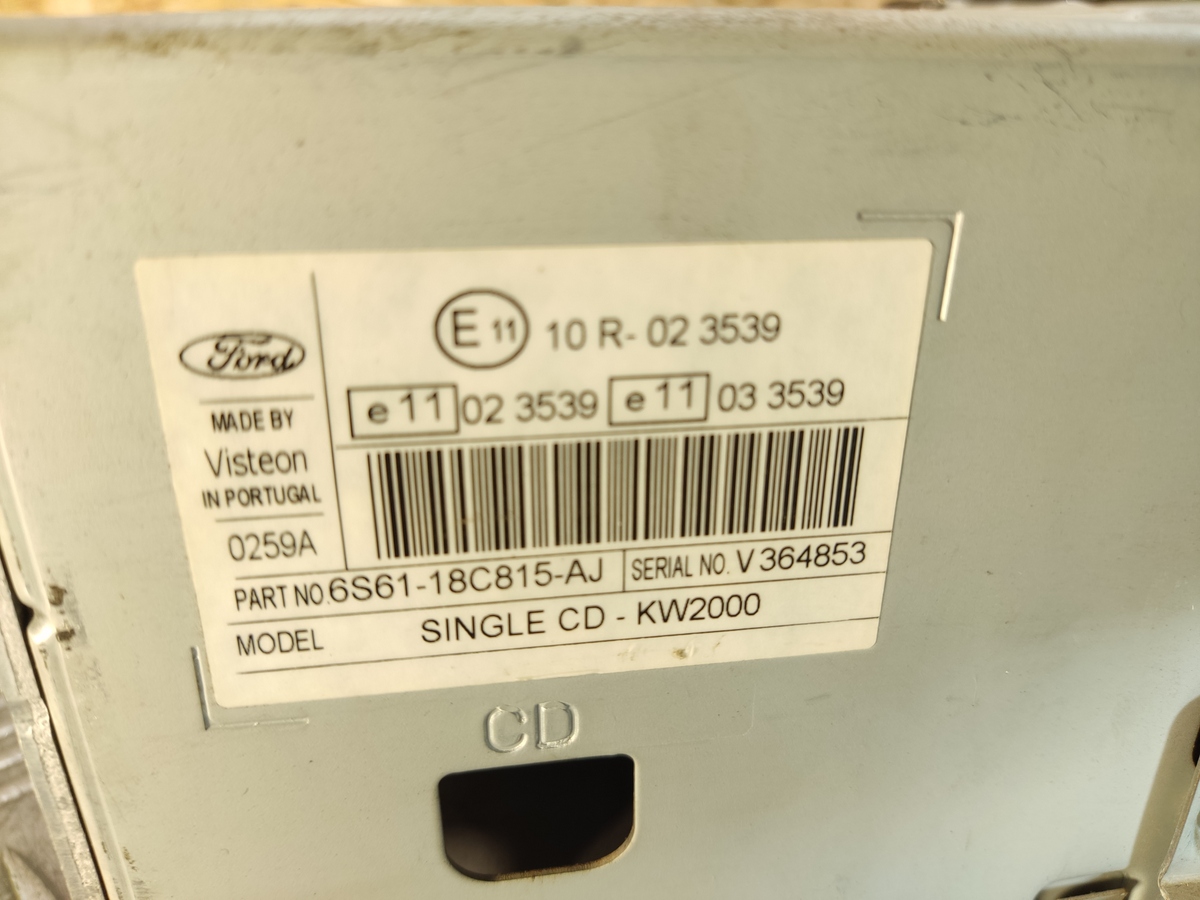 Ford
MADE BY
Visteon
IN PORTUGAL
0259A
E 11 10 R- 02 3539
e 11 02 3539 e 11 03 3539
PART NO. 6S61-18C815-AJ SERIAL NO. V 364853
MODEL SINGLE CD - KW2000
CD